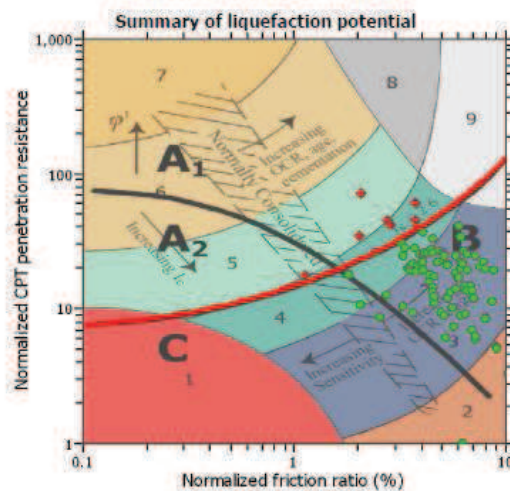 Summary of liquefaction potential
Normalized CPT penetration resistance
1,000
100
10
1
7
8
9
φ'
A1
Normally Consolidated
Increasing
OCR, age,
cementation
6
A2
Increasing Ic
5
B
4
C
1
Increasing
Sensitivity
3
2
0.1
1
10
Normalized friction ratio (%)